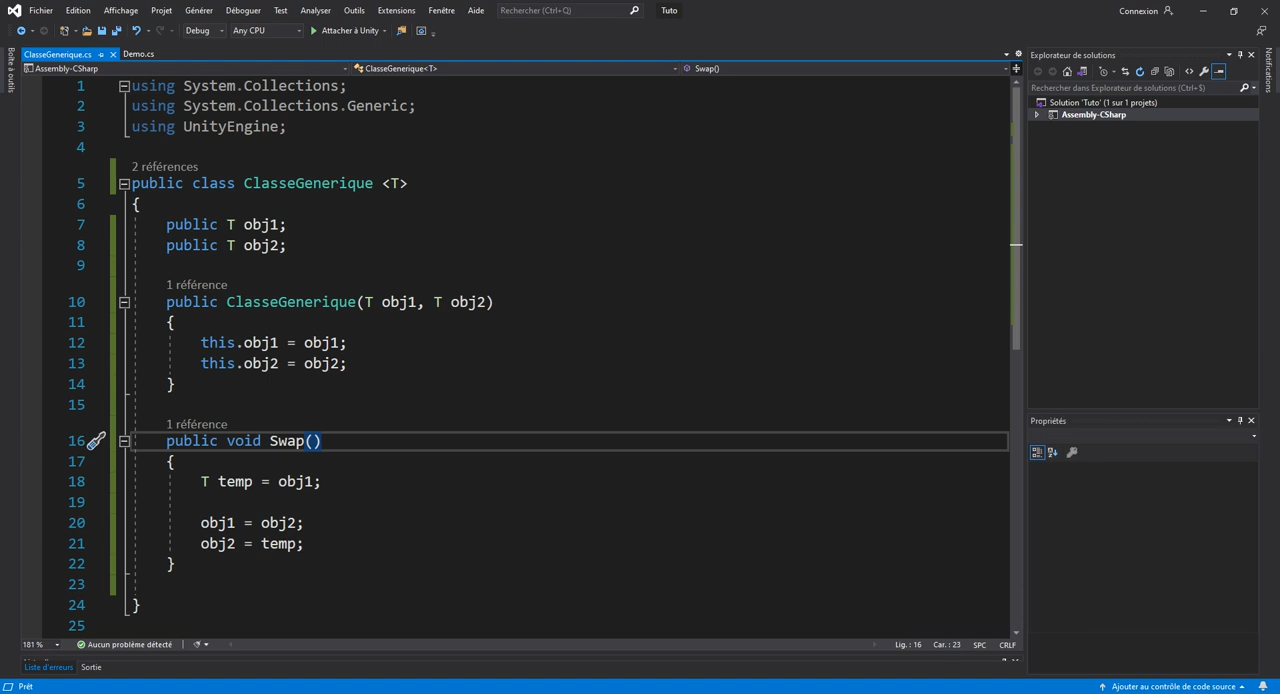 Fichier Edition Affichage Projet Générer Déboguer Test Analyser Outils Extensions Fenêtre Aide Rechercher (Ctrl+Q) Tuto Connexion
Debug Any CPU Attacher à Unity
Boîte à outils
ClasseGenerique.cs Demo.cs
Assembly-CSharp ClasseGenerique<T> Swap()
1 using System.Collections;
2 using System.Collections.Generic;
3 using UnityEngine;
4
2 références
5 public class ClasseGenerique <T>
6 {
7 public T obj1;
8 public T obj2;
9
1 référence
10 public ClasseGenerique(T obj1, T obj2)
11 {
12 this.obj1 = obj1;
13 this.obj2 = obj2;
14 }
15
1 référence
16 public void Swap()
17 {
18 T temp = obj1;
19
20 obj1 = obj2;
21 obj2 = temp;
22 }
23
24 }
25
181 % Aucun problème détecté Lig. : 16 Car. : 23 SPC CRLF
Liste d'erreurs Sortie
Prêt Ajouter au contrôle de code source
Explorateur de solutions
Rechercher dans Explorateur de solutions (Ctrl+$)
Solution 'Tuto' (1 sur 1 projets)
Assembly-CSharp
Propriétés
Notifications